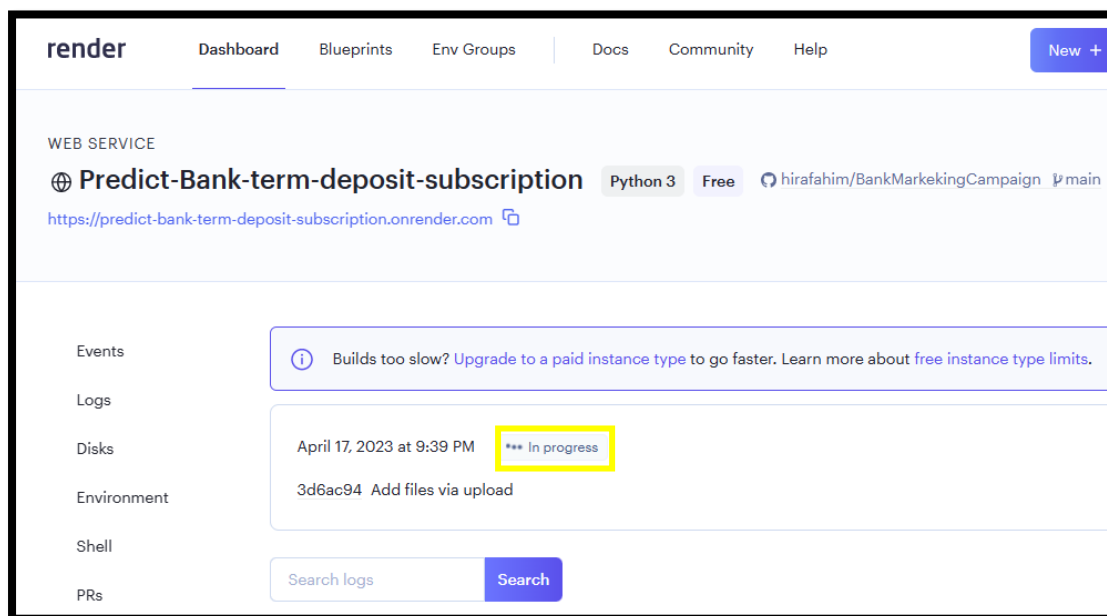 render Dashboard Blueprints Env Groups Docs Community Help New +
WEB SERVICE
Predict-Bank-term-deposit-subscription Python 3 Free hirafahim/BankMarkekingCampaign main
https://predict-bank-term-deposit-subscription.onrender.com
Events
Logs
Disks
Environment
Shell
PRs
Builds too slow? Upgrade to a paid instance type to go faster. Learn more about free instance type limits.
April 17, 2023 at 9:39 PM *** In progress
3d6ac94 Add files via upload
Search logs Search